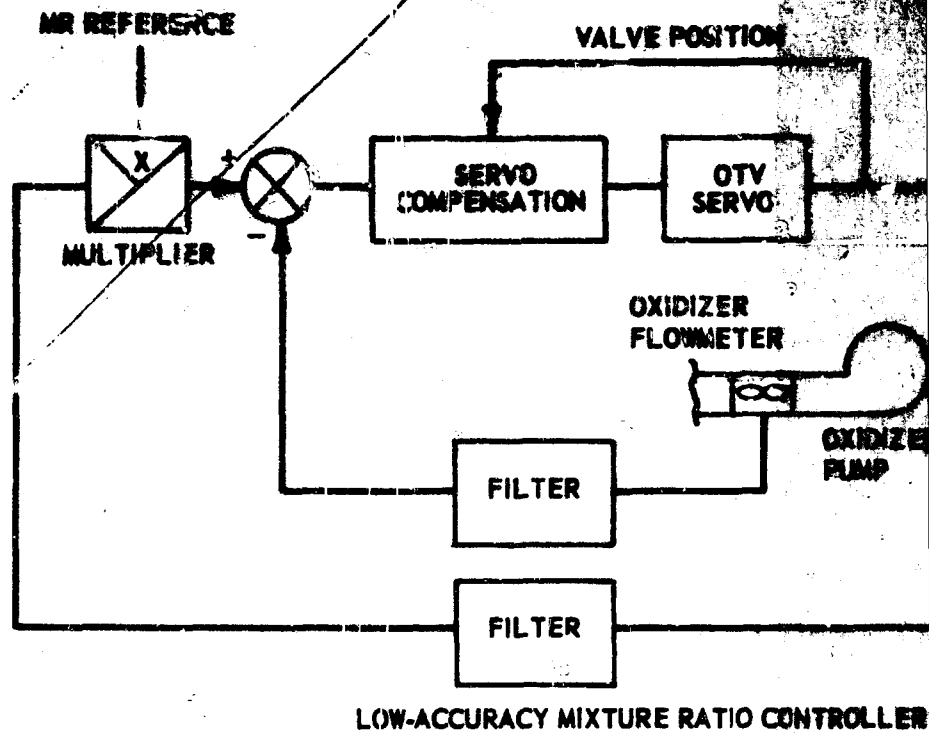 MR REFERENCE
VALVE POSITION
X
+
SERVO
COMPENSATION
OTV
SERVO
-
MULTIPLIER
OXIDIZER
FLOWMETER
PUMP
FILTER
FILTER
LOW-ACCURACY MIXTURE RATIO CONTROLLER